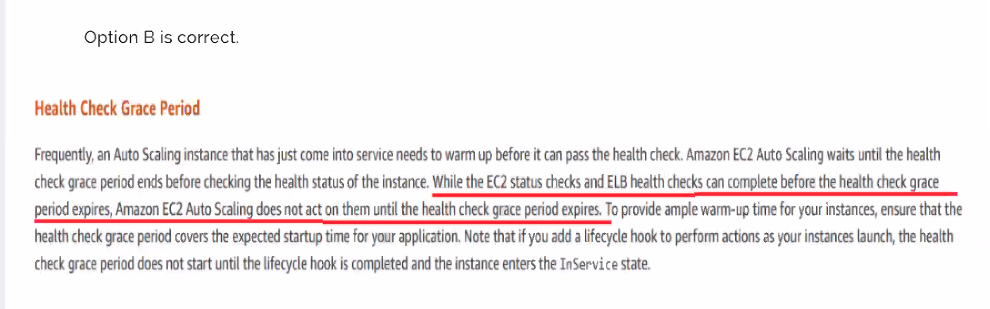 Option B is correct.
Health Check Grace Period
Frequently, an Auto Scaling instance that has just come into service needs to warm up before it can pass the health check. Amazon EC2 Auto Scaling waits until the health
check grace period ends before checking the health status of the instance. While the EC2 status checks and ELB health checks can complete before the health check grace
period expires, Amazon EC2 Auto Scaling does not act on them until the health check grace period expires. To provide ample warm-up time for your instances, ensure that the
health check grace period covers the expected startup time for your application. Note that if you add a lifecycle hook to perform actions as your instances launch, the health
check grace period does not start until the lifecycle hook is completed and the instance enters the InService state.